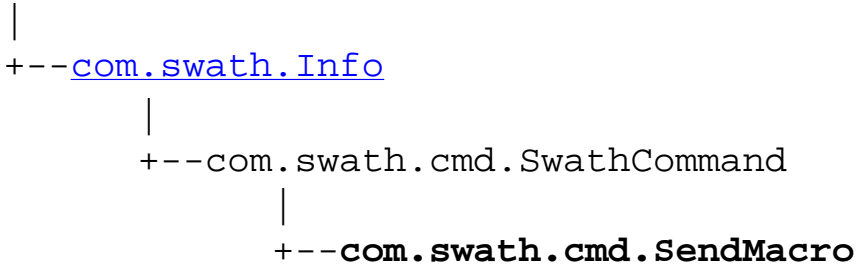 |
+--com.swath.Info
|
+--com.swath.cmd.SwathCommand
|
+--com.swath.cmd.SendMacro